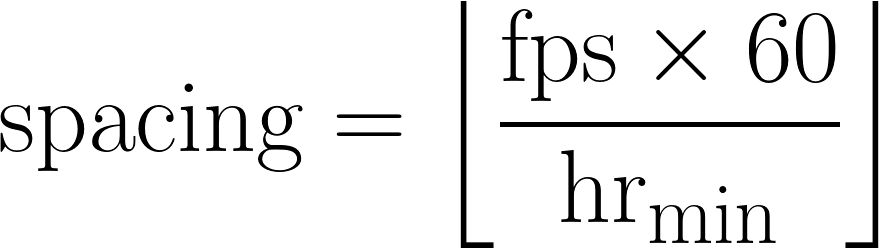 spacing = ⌊ fps × 60 / hr_min ⌋